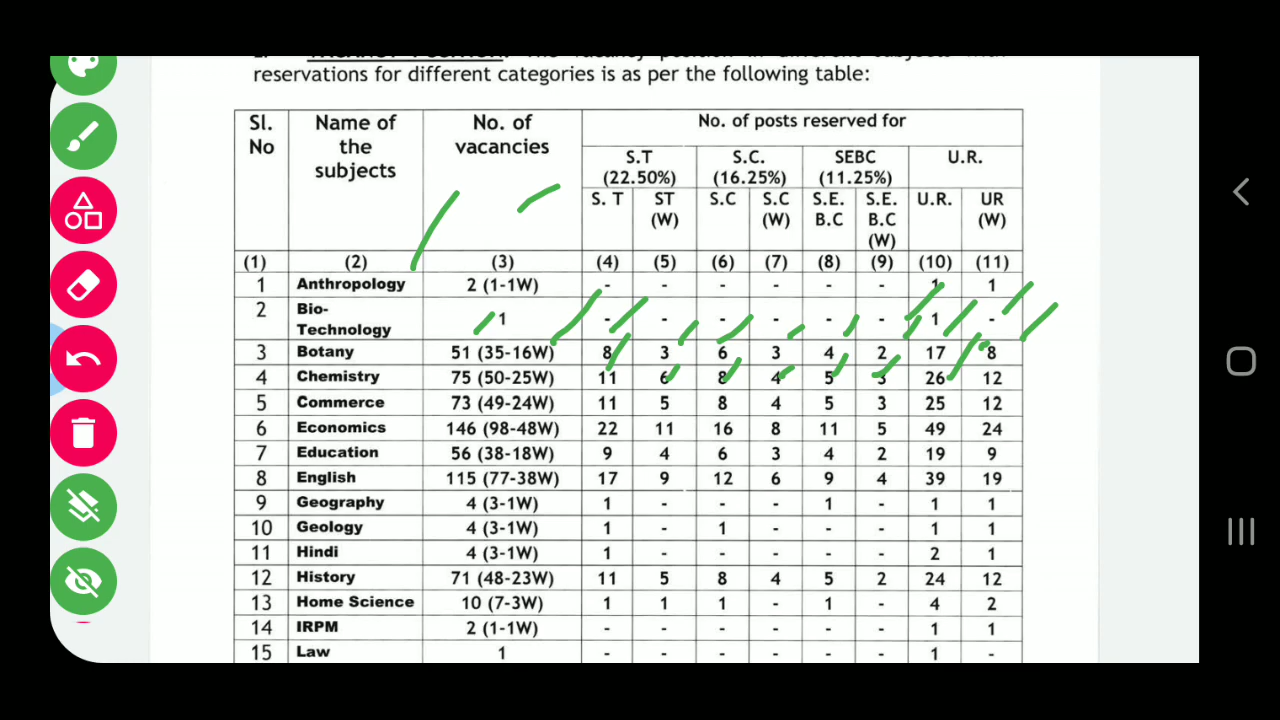 reservations for different categories is as per the following table:
Sl. No | Name of the subjects | No. of vacancies | No. of posts reserved for
S.T (22.50%) | S.C. (16.25%) | SEBC (11.25%) | U.R.
S. T | ST (W) | S.C | S.C (W) | S.E. B.C | S.E. B.C (W) | U.R. | UR (W)
(1) | (2) | (3) | (4) | (5) | (6) | (7) | (8) | (9) | (10) | (11)
1 | Anthropology | 2 (1-1W) | - | - | - | - | - | - | 1 | 1
2 | Bio-Technology | 1 | - | - | - | - | - | - | 1 | -
3 | Botany | 51 (35-16W) | 8 | 3 | 6 | 3 | 4 | 2 | 17 | 8
4 | Chemistry | 75 (50-25W) | 11 | 6 | 8 | 4 | 5 | 3 | 26 | 12
5 | Commerce | 73 (49-24W) | 11 | 5 | 8 | 4 | 5 | 3 | 25 | 12
6 | Economics | 146 (98-48W) | 22 | 11 | 16 | 8 | 11 | 5 | 49 | 24
7 | Education | 56 (38-18W) | 9 | 4 | 6 | 3 | 4 | 2 | 19 | 9
8 | English | 115 (77-38W) | 17 | 9 | 12 | 6 | 9 | 4 | 39 | 19
9 | Geography | 4 (3-1W) | 1 | - | - | - | 1 | - | 1 | 1
10 | Geology | 4 (3-1W) | 1 | - | 1 | - | - | - | 1 | 1
11 | Hindi | 4 (3-1W) | 1 | - | - | - | - | - | 2 | 1
12 | History | 71 (48-23W) | 11 | 5 | 8 | 4 | 5 | 2 | 24 | 12
13 | Home Science | 10 (7-3W) | 1 | 1 | 1 | - | 1 | - | 4 | 2
14 | IRPM | 2 (1-1W) | - | - | - | - | - | - | 1 | 1
15 | Law | 1 | - | - | - | - | - | - | 1 | -